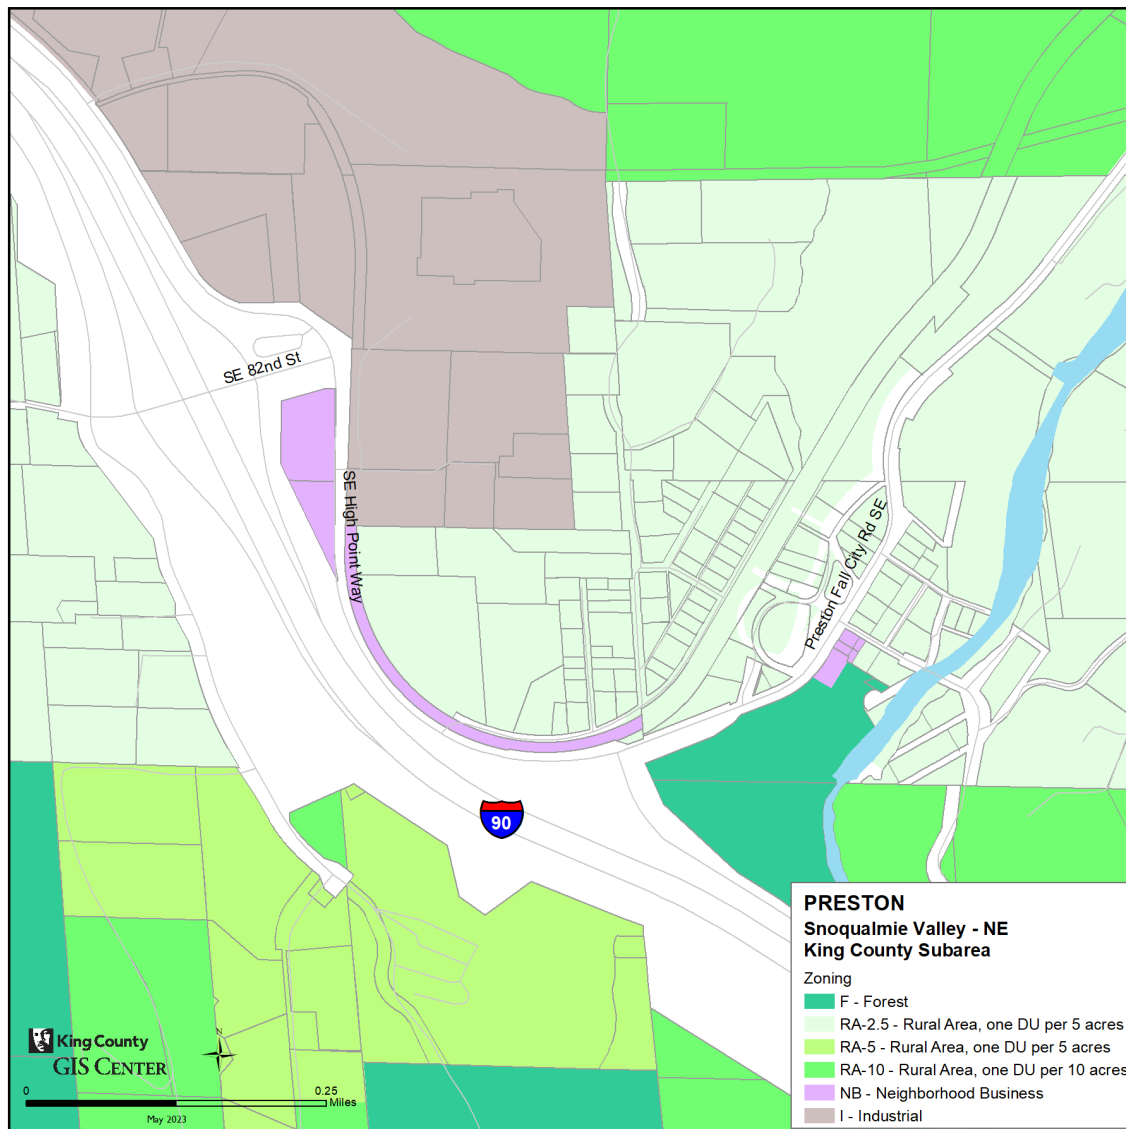 SE 82nd St
SE High Point Way
Preston Fall City Rd SE
90
PRESTON
Snoqualmie Valley - NE
King County Subarea
Zoning
F - Forest
RA-2.5 - Rural Area, one DU per 5 acres
RA-5 - Rural Area, one DU per 5 acres
RA-10 - Rural Area, one DU per 10 acres
NB - Neighborhood Business
I - Industrial
King County
GIS CENTER
N
0 0.25
Miles
May 2023